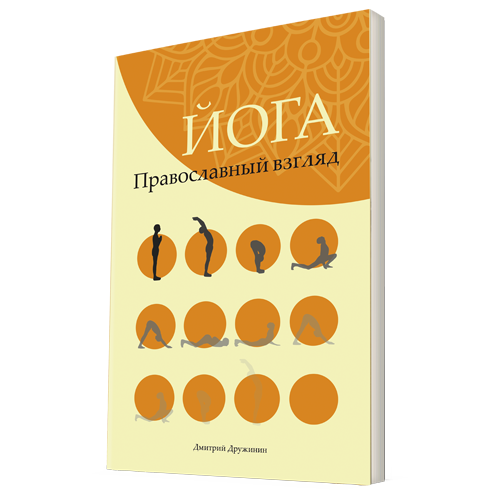 ЙОГА
Православный взгляд
Дмитрий Дружинин